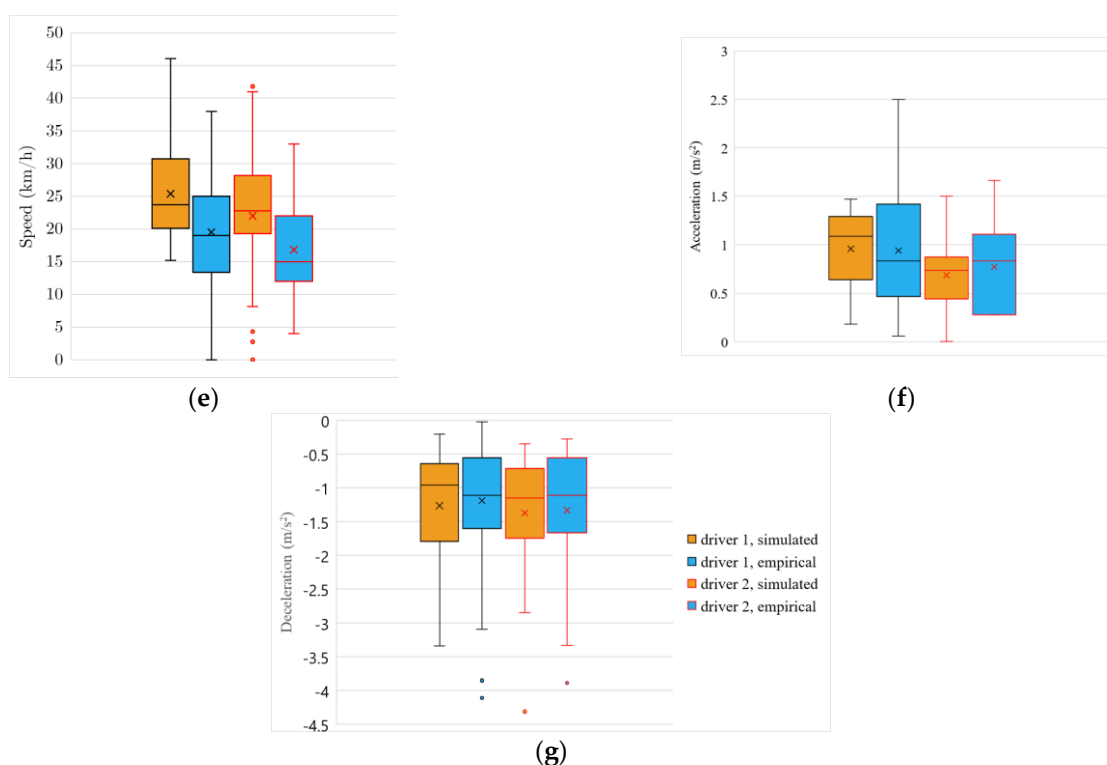 50
45
40
35
30
25
20
15
10
5
0
Speed (km/h)
(e)
3
2.5
2
1.5
1
0.5
0
Acceleration (m/s²)
(f)
0
-0.5
-1
-1.5
-2
-2.5
-3
-3.5
-4
-4.5
Deceleration (m/s²)
driver 1, simulated
driver 1, empirical
driver 2, simulated
driver 2, empirical
(g)